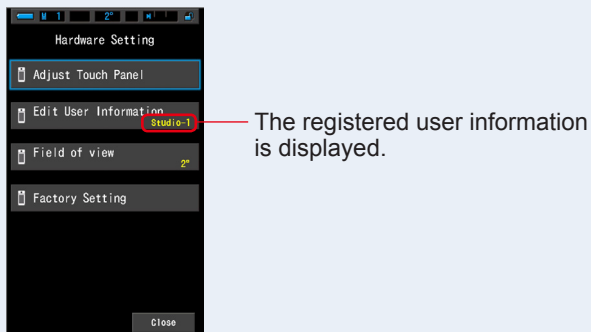 M 1 2°
Hardware Setting
Adjust Touch Panel
Edit User Information
Studio-1
The registered user information
is displayed.
Field of view
2°
Factory Setting
Close